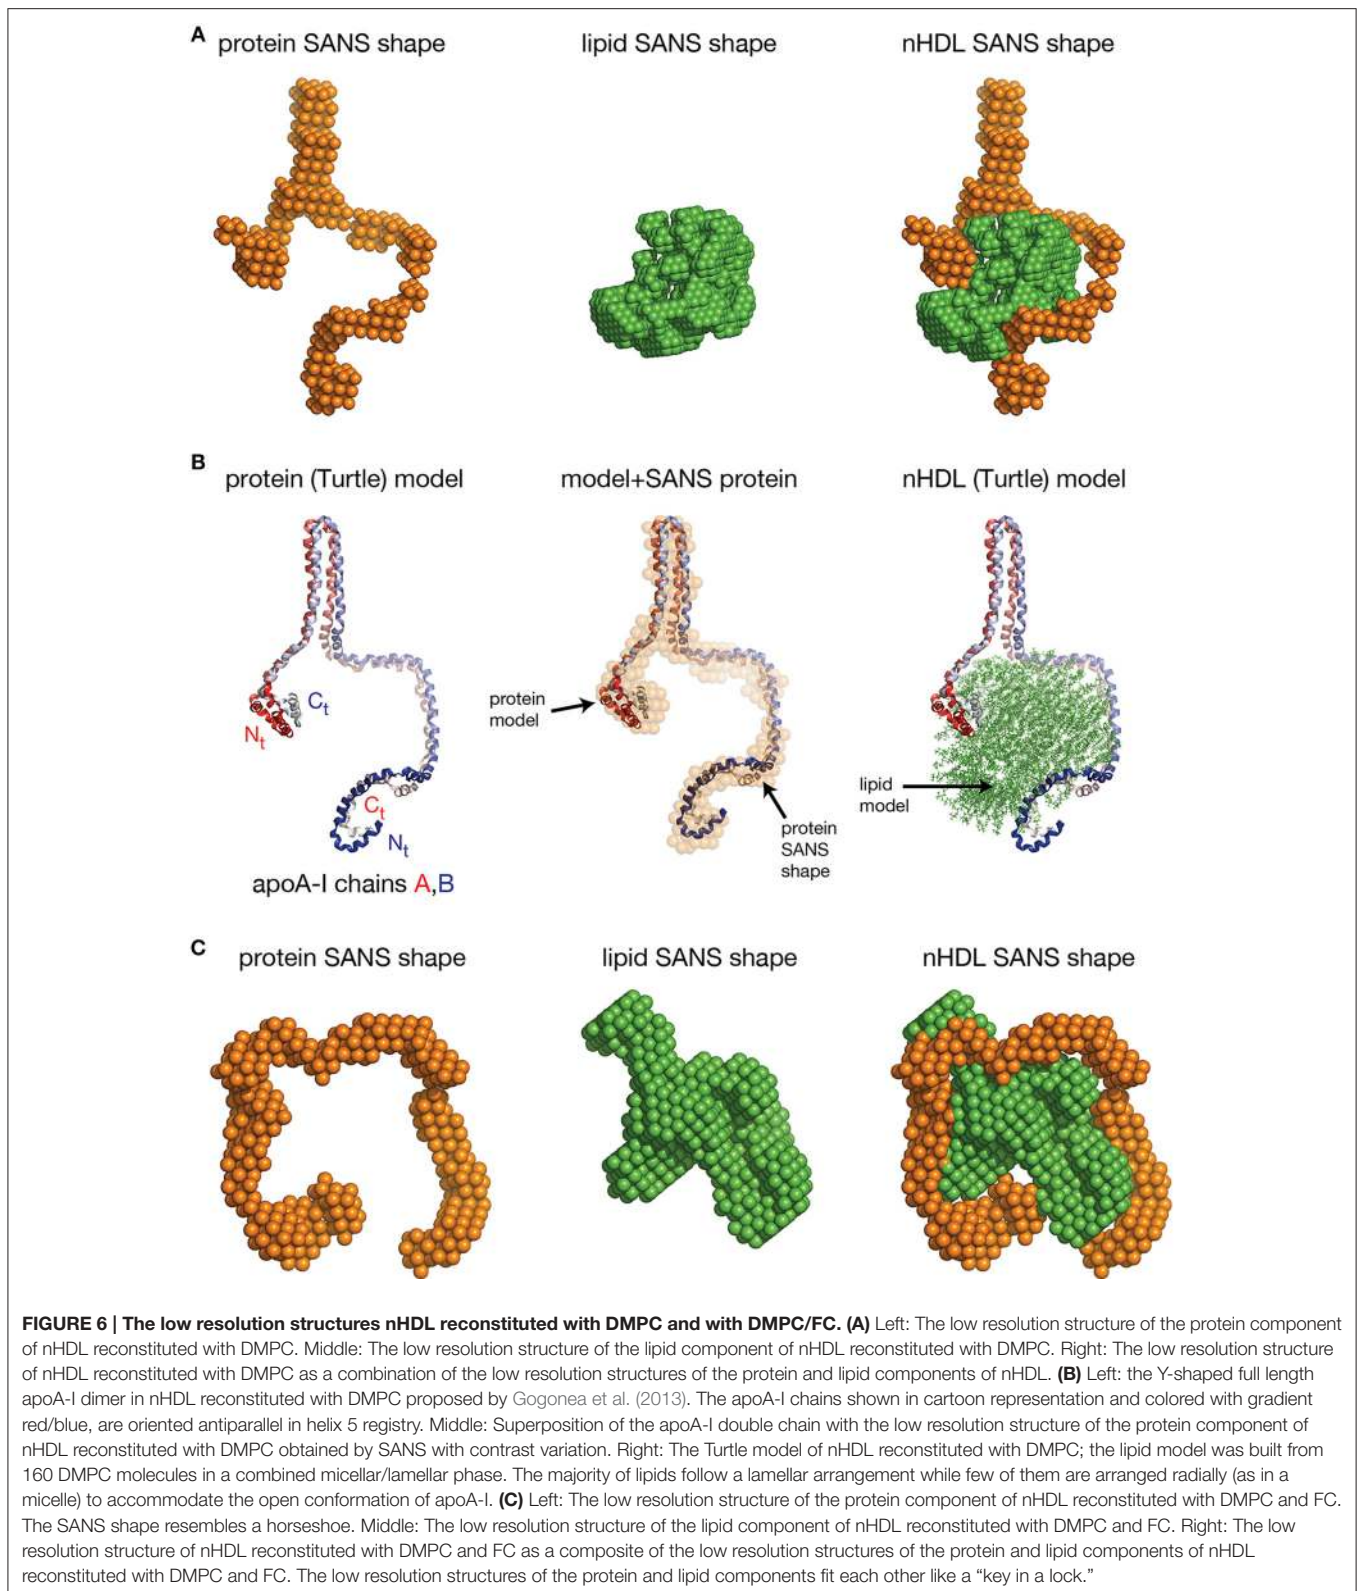 A protein SANS shape lipid SANS shape nHDL SANS shape
B protein (Turtle) model model+SANS protein nHDL (Turtle) model
protein
model
Nt
Ct
lipid
model
Ct
Nt
protein
SANS
shape
apoA-I chains A,B
C protein SANS shape lipid SANS shape nHDL SANS shape
FIGURE 6 | The low resolution structures nHDL reconstituted with DMPC and with DMPC/FC. (A) Left: The low resolution structure of the protein component
of nHDL reconstituted with DMPC. Middle: The low resolution structure of the lipid component of nHDL reconstituted with DMPC. Right: The low resolution structure
of nHDL reconstituted with DMPC as a combination of the low resolution structures of the protein and lipid components of nHDL. (B) Left: the Y-shaped full length
apoA-I dimer in nHDL reconstituted with DMPC proposed by Gogonea et al. (2013). The apoA-I chains shown in cartoon representation and colored with gradient
red/blue, are oriented antiparallel in helix 5 registry. Middle: Superposition of the apoA-I double chain with the low resolution structure of the protein component of
nHDL reconstituted with DMPC obtained by SANS with contrast variation. Right: The Turtle model of nHDL reconstituted with DMPC; the lipid model was built from
160 DMPC molecules in a combined micellar/lamellar phase. The majority of lipids follow a lamellar arrangement while few of them are arranged radially (as in a
micelle) to accommodate the open conformation of apoA-I. (C) Left: The low resolution structure of the protein component of nHDL reconstituted with DMPC and FC.
The SANS shape resembles a horseshoe. Middle: The low resolution structure of the lipid component of nHDL reconstituted with DMPC and FC. Right: The low
resolution structure of nHDL reconstituted with DMPC and FC as a composite of the low resolution structures of the protein and lipid components of nHDL
reconstituted with DMPC and FC. The low resolution structures of the protein and lipid components fit each other like a “key in a lock.”